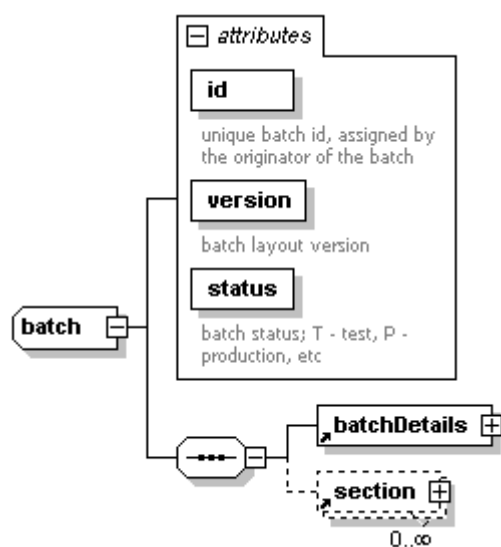 attributes
id
unique batch id, assigned by
the originator of the batch
version
batch layout version
status
batch status; T - test, P -
production, etc
batch
batchDetails
section
0..∞